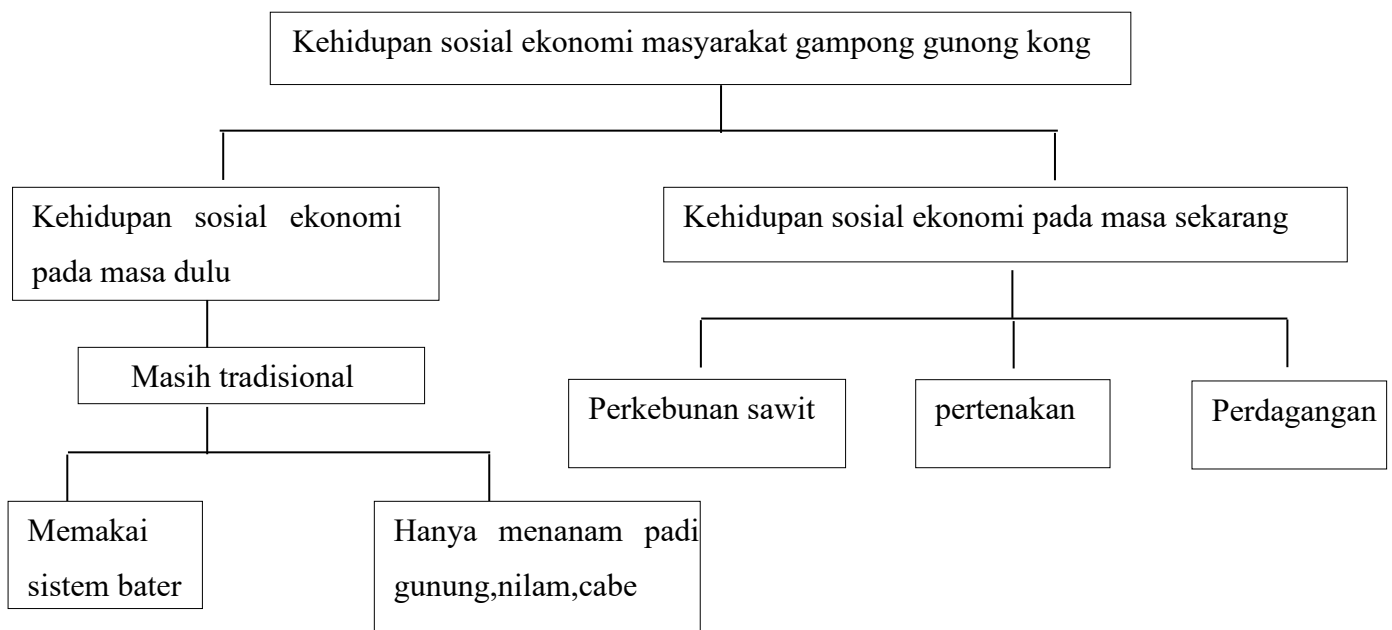 Kehidupan sosial ekonomi masyarakat gampong gunong kong
Kehidupan sosial ekonomi
pada masa dulu
Kehidupan sosial ekonomi pada masa sekarang
Masih tradisional
Perkebunan sawit
pertenakan
Perdagangan
Memakai
sistem bater
Hanya menanam padi
gunung,nilam,cabe